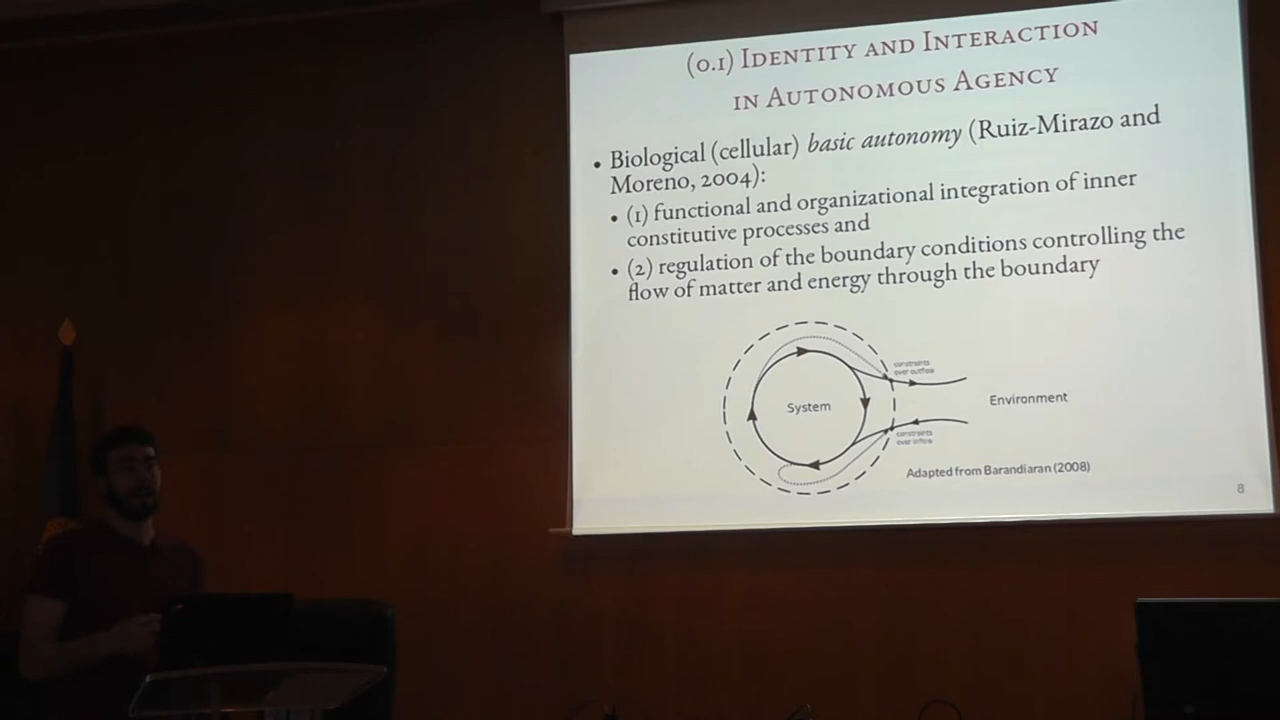 (0.1) Identity and Interaction
in Autonomous Agency
• Biological (cellular) basic autonomy (Ruiz-Mirazo and
Moreno, 2004):
• (1) functional and organizational integration of inner
constitutive processes and
• (2) regulation of the boundary conditions controlling the
flow of matter and energy through the boundary
constraints
over outflow
System
Environment
constraints
over inflow
Adapted from Barandiaran (2008)
8